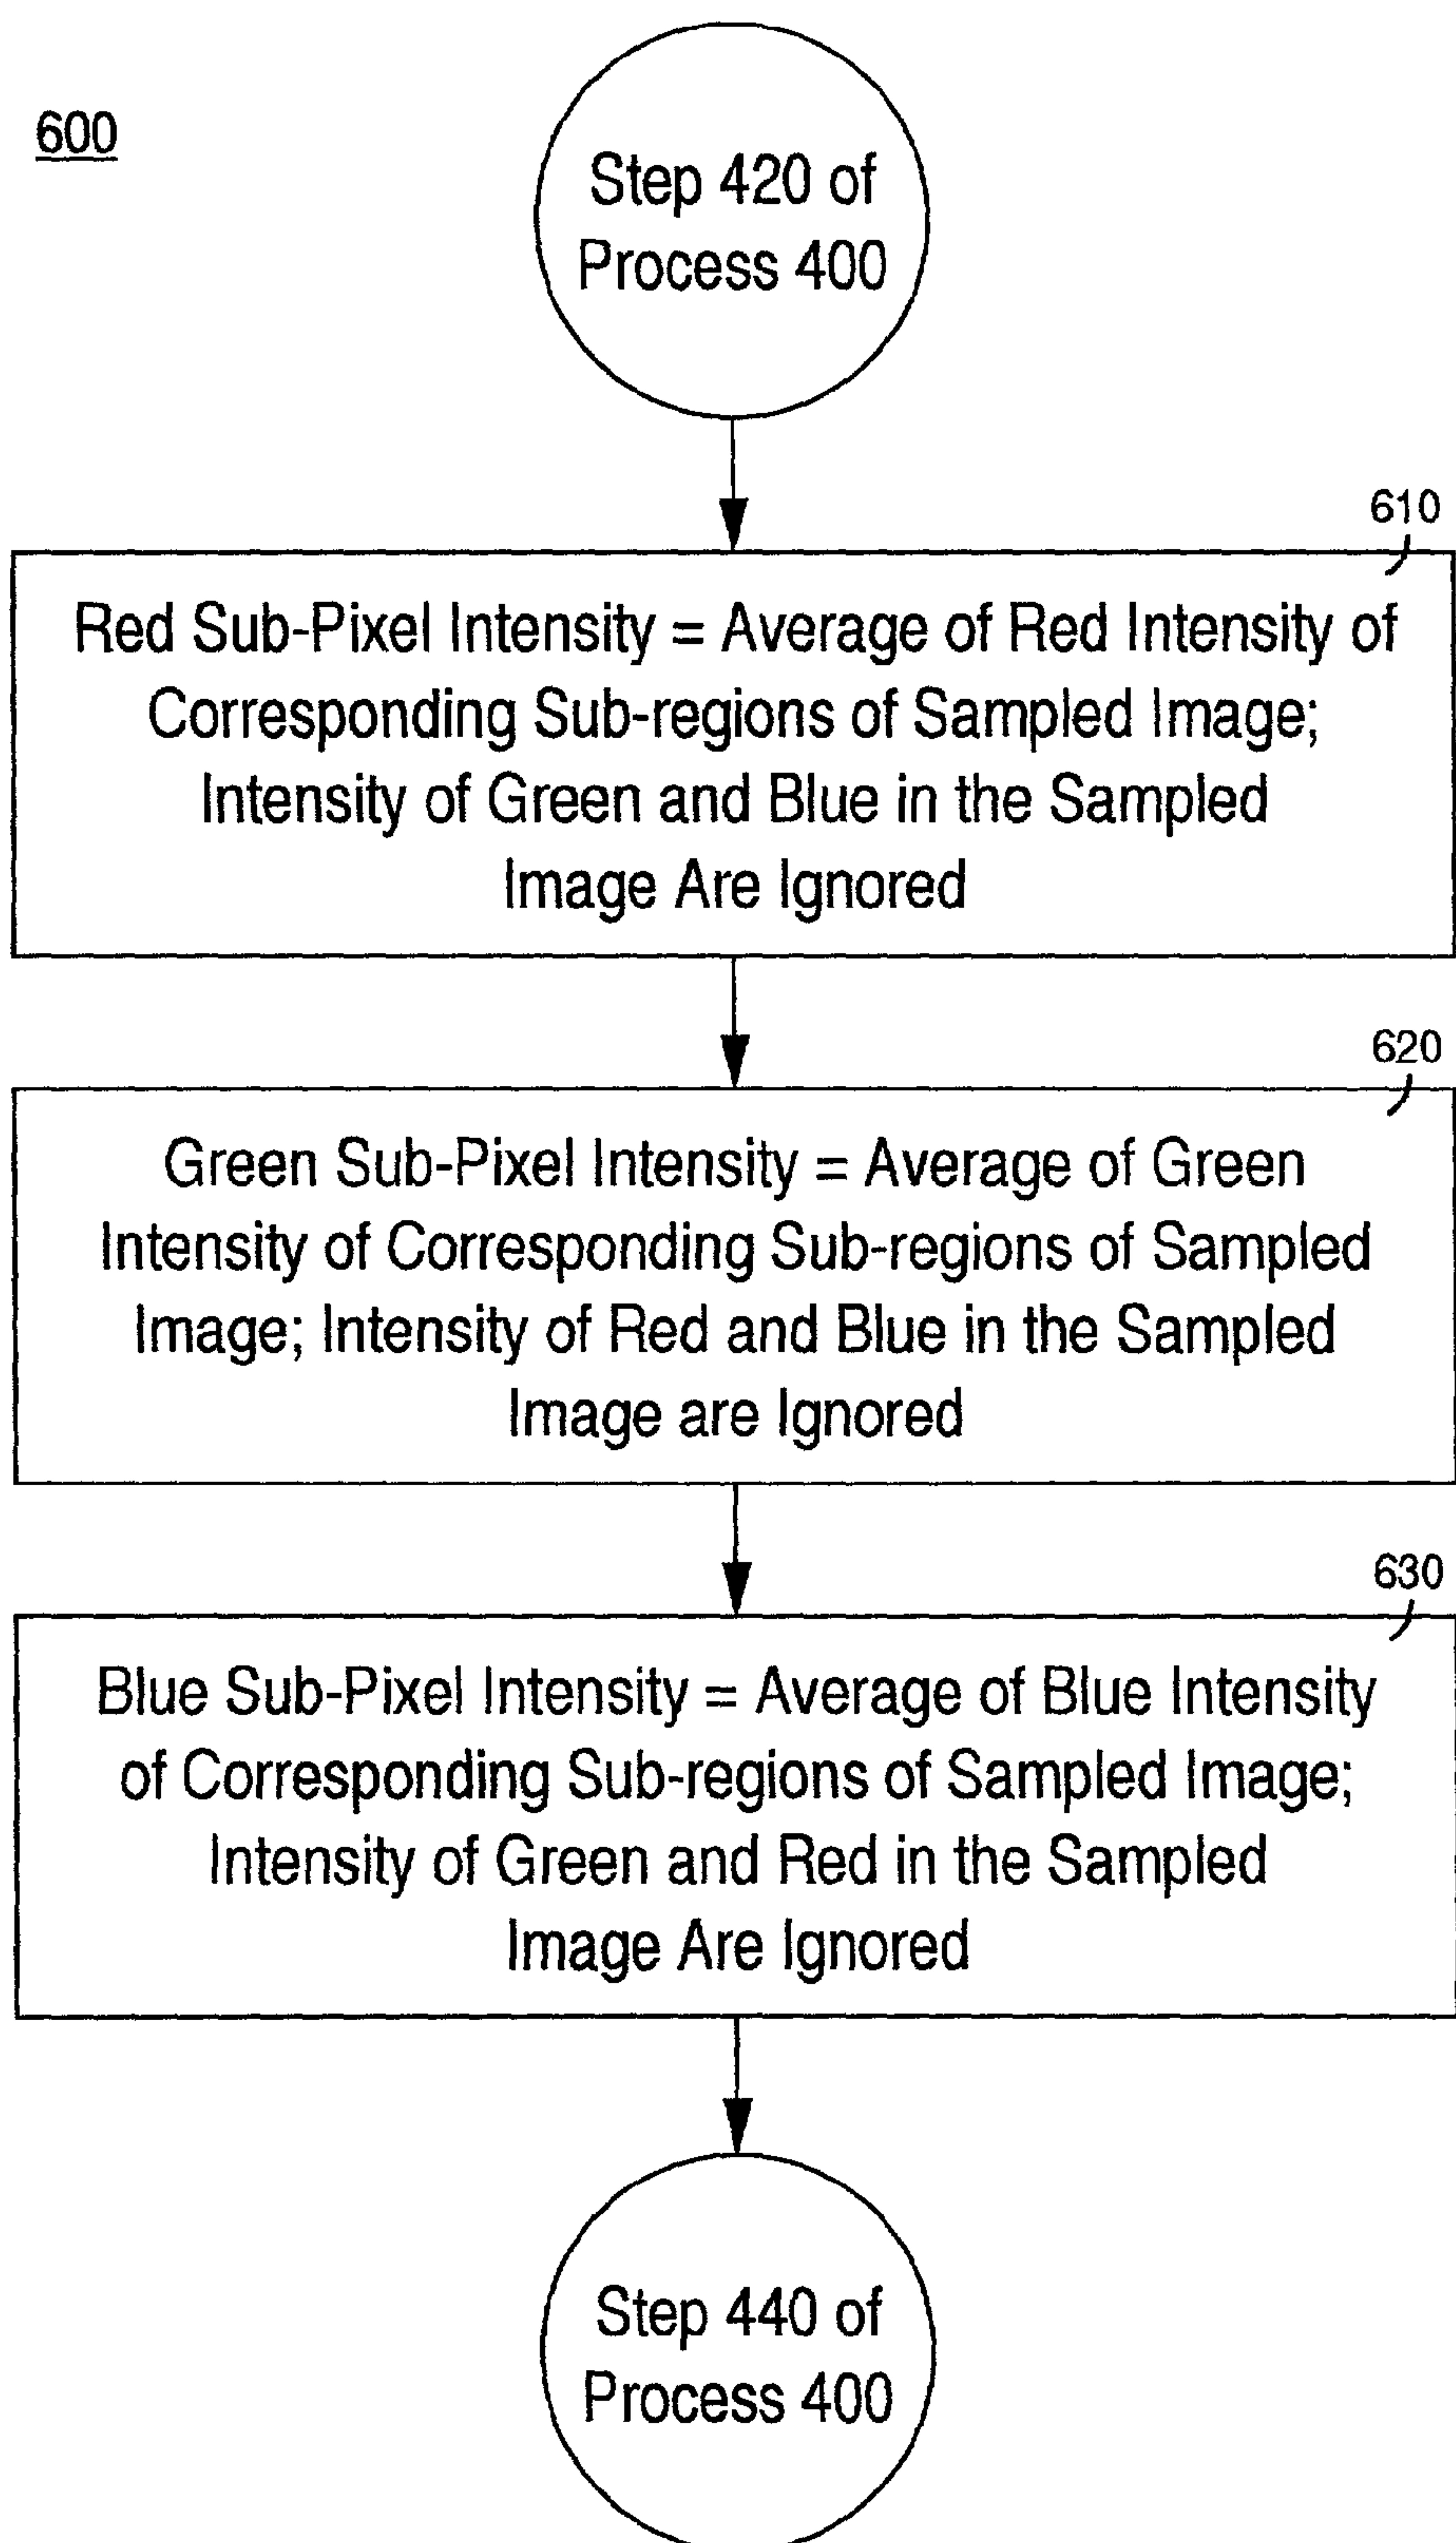 600
Step 420 of
Process 400
610
Red Sub-Pixel Intensity = Average of Red Intensity of
Corresponding Sub-regions of Sampled Image;
Intensity of Green and Blue in the Sampled
Image Are Ignored
620
Green Sub-Pixel Intensity = Average of Green
Intensity of Corresponding Sub-regions of Sampled
Image; Intensity of Red and Blue in the Sampled
Image are Ignored
630
Blue Sub-Pixel Intensity = Average of Blue Intensity
of Corresponding Sub-regions of Sampled Image;
Intensity of Green and Red in the Sampled
Image Are Ignored
Step 440 of
Process 400